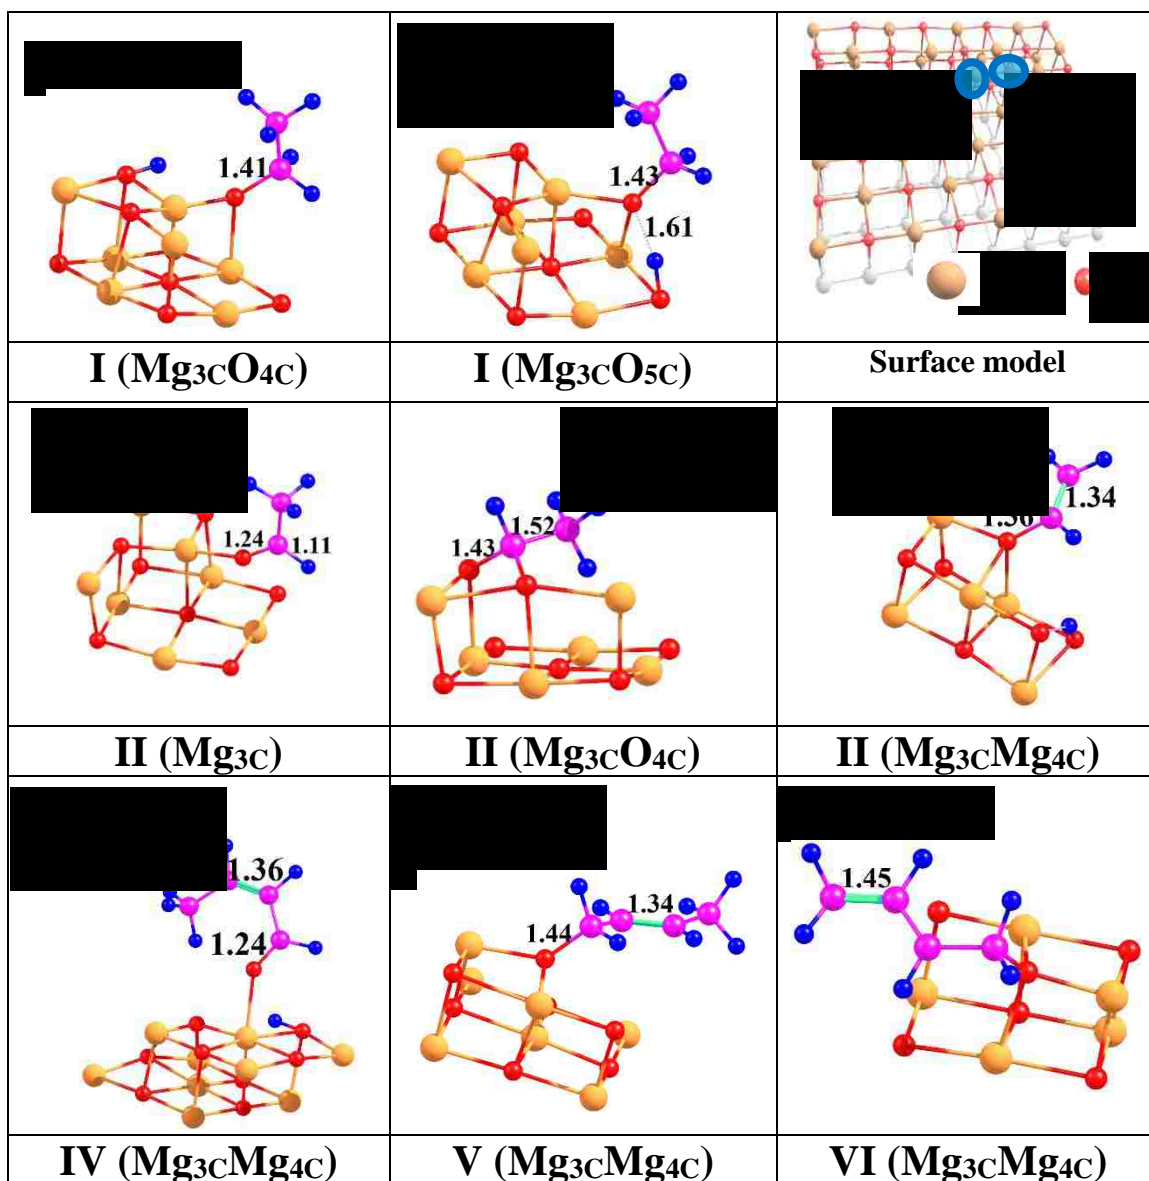 1.41
1.43
1.61
I (Mg3CO4C)
I (Mg3CO5C)
Surface model
1.24
1.11
1.43
1.52
1.34
II (Mg3C)
II (Mg3CO4C)
II (Mg3CMg4C)
1.36
1.24
1.44
1.34
1.45
IV (Mg3CMg4C)
V (Mg3CMg4C)
VI (Mg3CMg4C)